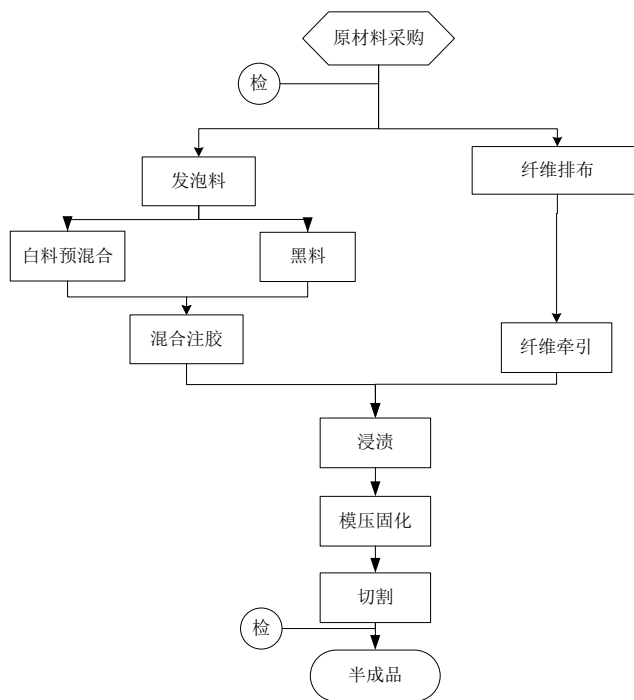 原材料采购
检
发泡料
纤维排布
白料预混合
黑料
混合注胶
纤维牵引
浸渍
模压固化
切割
检
半成品